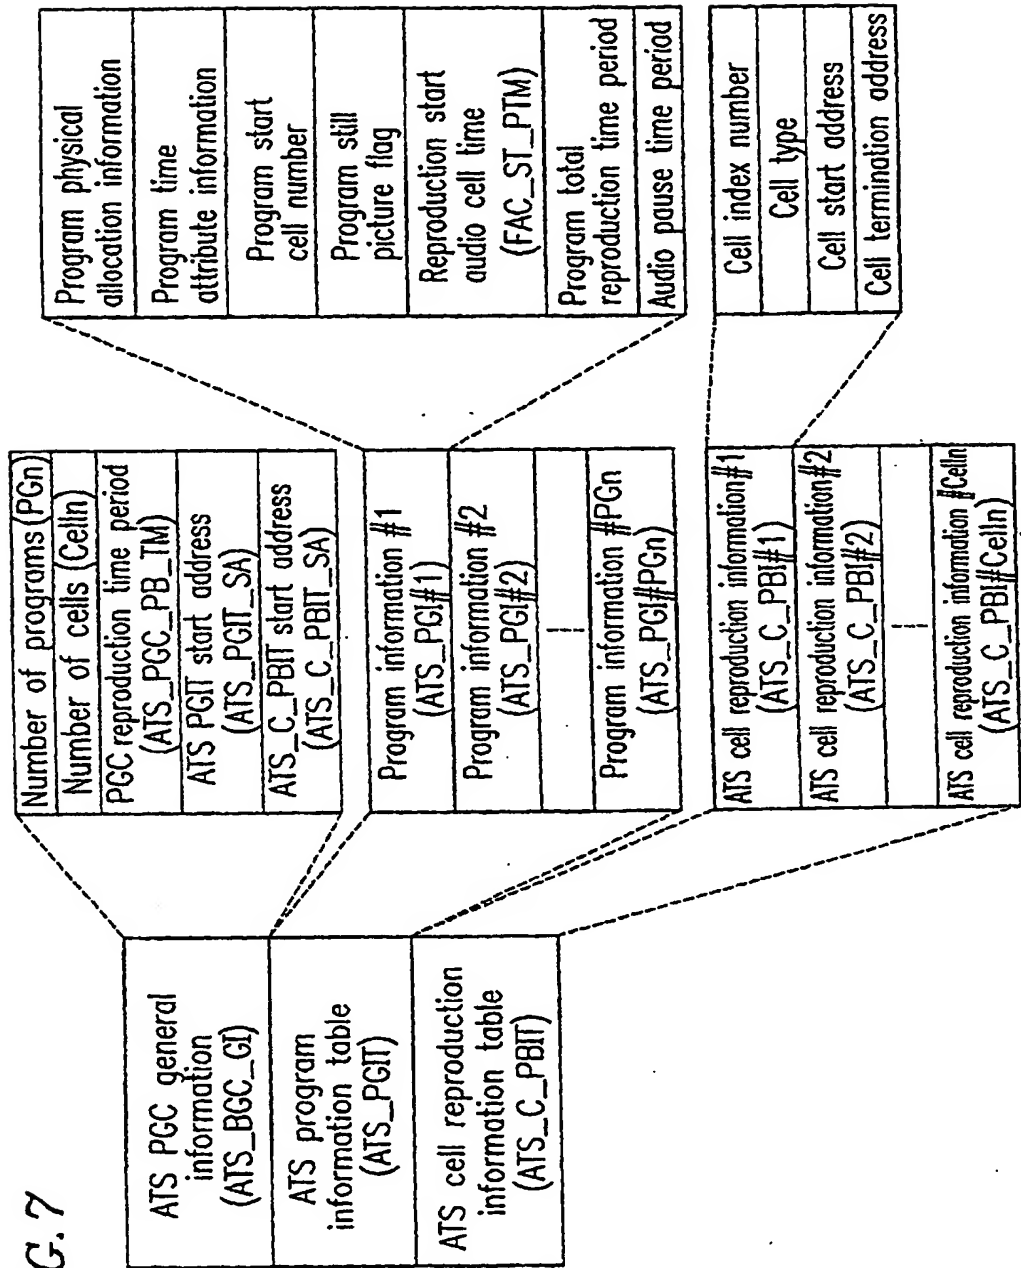 G. 7
ATS PGC general
information
(ATS_BGC_GI)
ATS program
information table
(ATS_PGIT)
ATS cell reproduction
information table
(ATS_C_PBIT)
Number of programs (PGn)
Number of cells (Celln)
PGC reproduction time period
(ATS_PGC_PB_TM)
ATS PGIT start address
(ATS_PGIT_SA)
ATS_C_PBIT start address
(ATS_C_PBIT_SA)
Program information #1
(ATS_PGI#1)
Program information #2
(ATS_PGI#2)
Program information #PGn
(ATS_PGI#PGn)
ATS cell reproduction information#1
(ATS_C_PBI#1)
ATS cell reproduction information#2
(ATS_C_PBI#2)
ATS cell reproduction information #Celln
(ATS_C_PBI#Celln)
Program physical
allocation information
Program time
attribute information
Program start
cell number
Program still
picture flag
Reproduction start
audio cell time
(FAC_ST_PTM)
Program total
reproduction time period
Audio pause time period
Cell index number
Cell type
Cell start address
Cell termination address